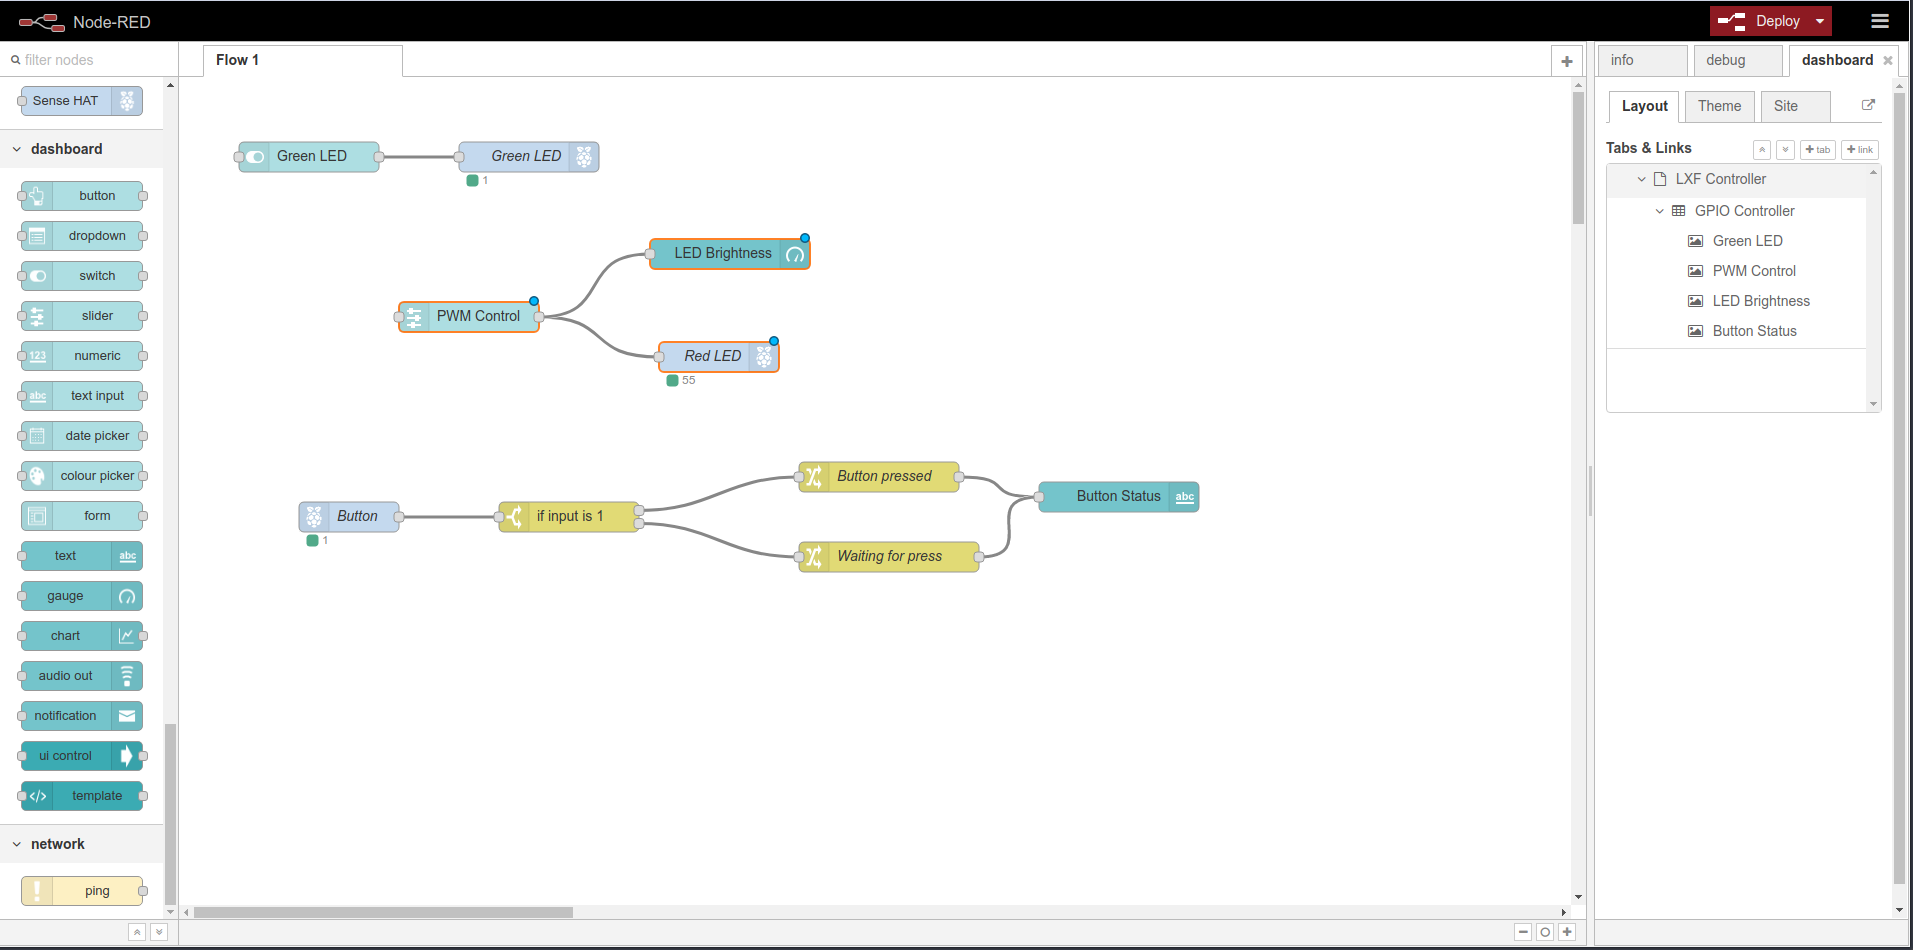 Node-RED
Deploy
filter nodes
Flow 1
info
debug
dashboard
Sense HAT
dashboard
button
dropdown
switch
slider
123
numeric
abc
text input
date picker
colour picker
form
text
abc
gauge
chart
audio out
notification
ui control
template
network
ping
Green LED
Green LED
1
LED Brightness
PWM Control
Red LED
55
Button pressed
Button Status
abc
Button
if input is 1
1
Waiting for press
Layout
Theme
Site
Tabs & Links
+ tab
+ link
LXF Controller
GPIO Controller
Green LED
PWM Control
LED Brightness
Button Status